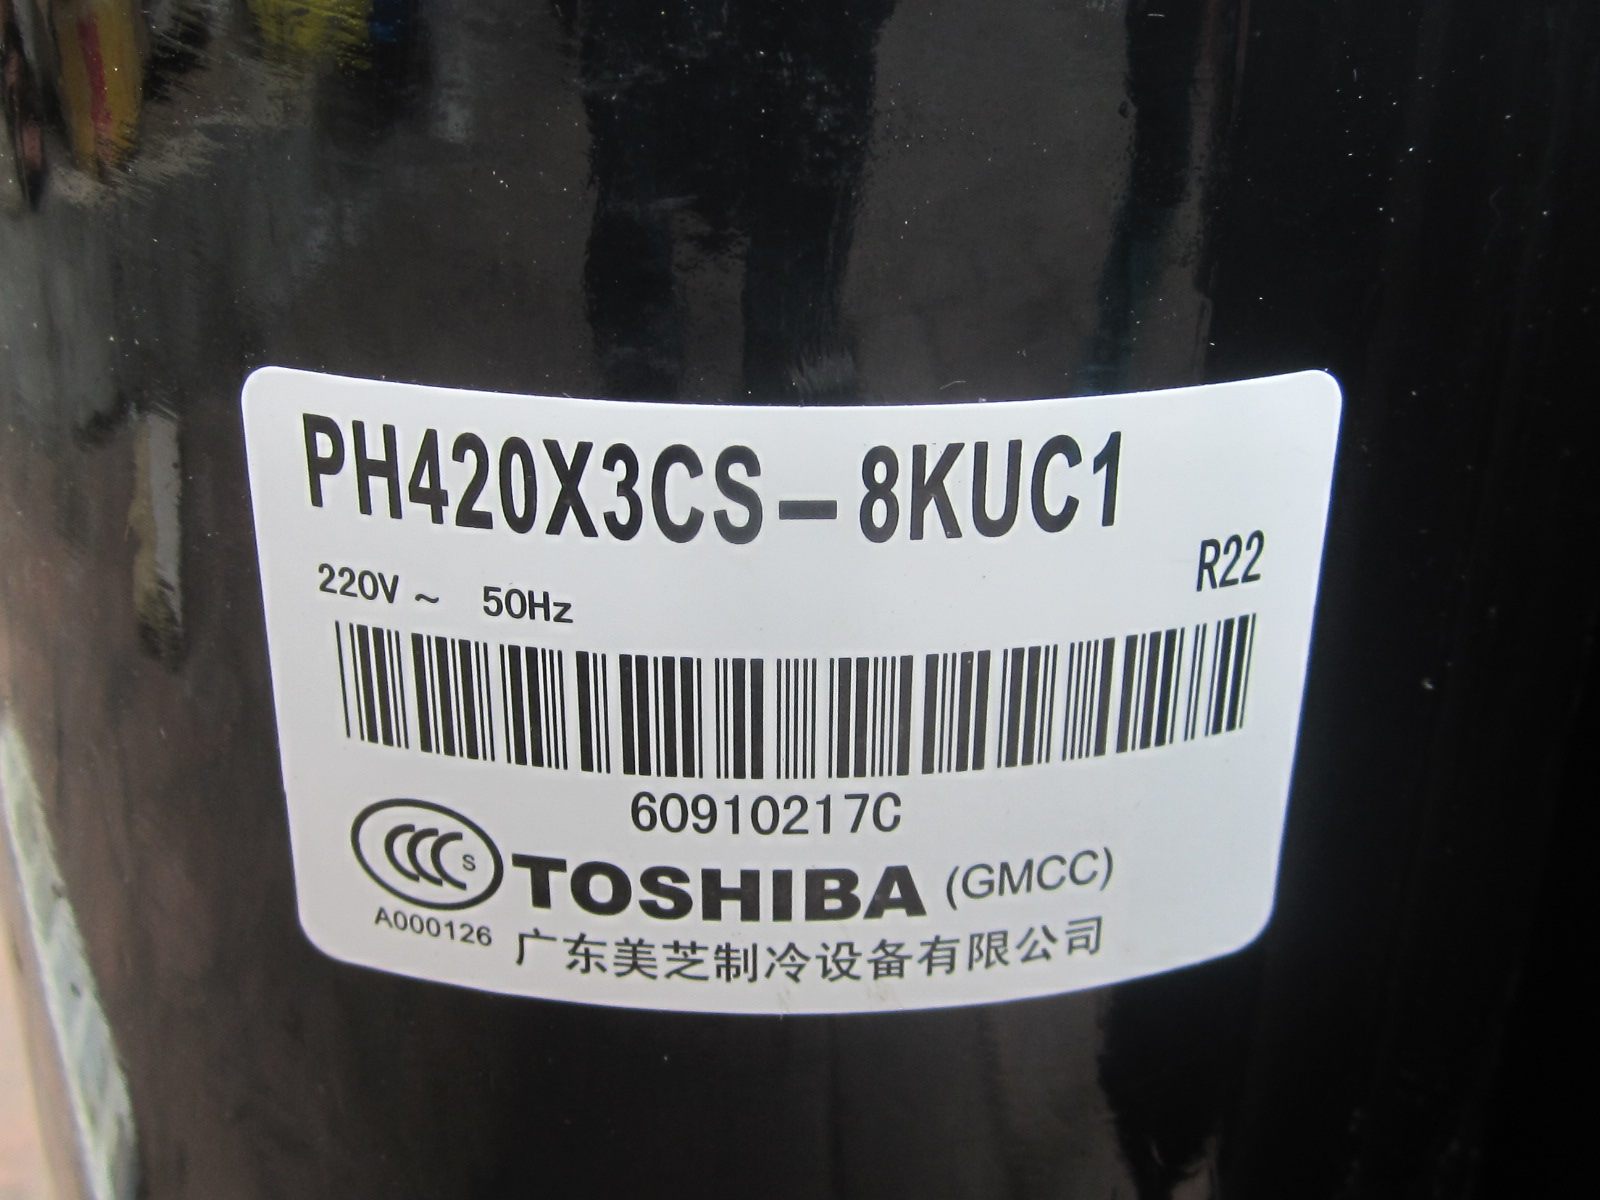 PH420X3CS-8KUC1
220V ~ 50Hz R22
60910217C
CCC S
A000126
TOSHIBA (GMCC)
广东美芝制冷设备有限公司